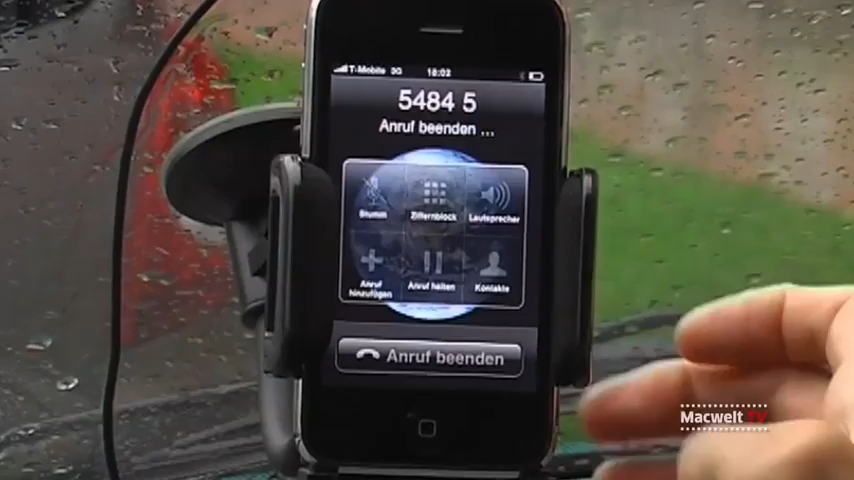 T-Mobile 3G 18:03
5484 5
Anruf beenden ...
Stumm Ziffernblock Lautsprecher
Anruf hinzufügen Anruf halten Kontakte
Anruf beenden
Macwelt TV